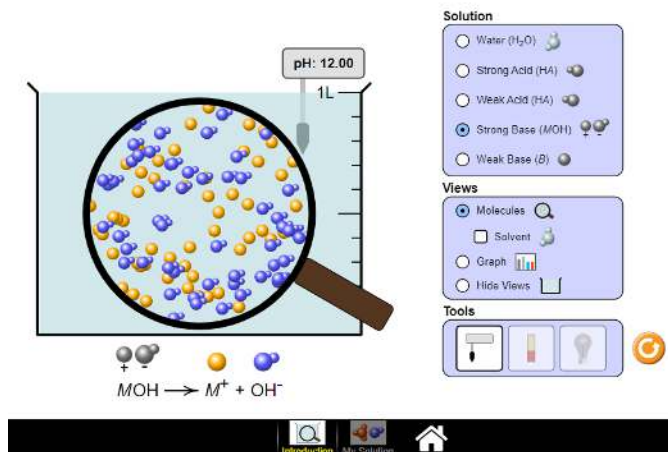 pH: 12.00
1L
MOH → M⁺ + OH⁻
Solution
Water (H₂O)
Strong Acid (HA)
Weak Acid (HA)
Strong Base (MOH)
Weak Base (B)
Views
Molecules
Solvent
Graph
Hide Views
Tools
Introduction
My Solution